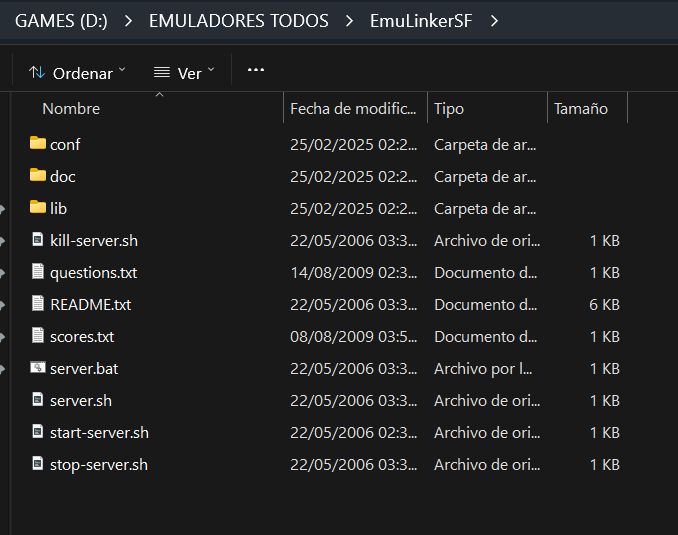 GAMES (D:) > EMULADORES TODOS > EmuLinkerSF >
Ordenar Ver ...
Nombre Fecha de modific... Tipo Tamaño
conf 25/02/2025 02:2... Carpeta de ar...
doc 25/02/2025 02:2... Carpeta de ar...
lib 25/02/2025 02:2... Carpeta de ar...
kill-server.sh 22/05/2006 03:3... Archivo de ori... 1 KB
questions.txt 14/08/2009 02:3... Documento d... 1 KB
README.txt 22/05/2006 03:3... Documento d... 6 KB
scores.txt 08/08/2009 03:5... Documento d... 1 KB
server.bat 22/05/2006 03:3... Archivo por l... 1 KB
server.sh 22/05/2006 03:3... Archivo de ori... 1 KB
start-server.sh 22/05/2006 02:3... Archivo de ori... 1 KB
stop-server.sh 22/05/2006 03:3... Archivo de ori... 1 KB